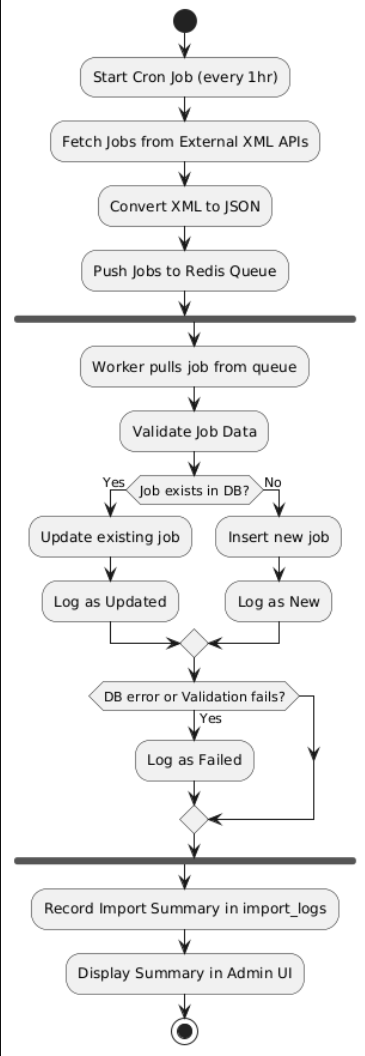 Start Cron Job (every 1hr)
Fetch Jobs from External XML APIs
Convert XML to JSON
Push Jobs to Redis Queue
Worker pulls job from queue
Validate Job Data
Yes
Job exists in DB?
No
Update existing job
Insert new job
Log as Updated
Log as New
DB error or Validation fails?
Yes
Log as Failed
Record Import Summary in import_logs
Display Summary in Admin UI